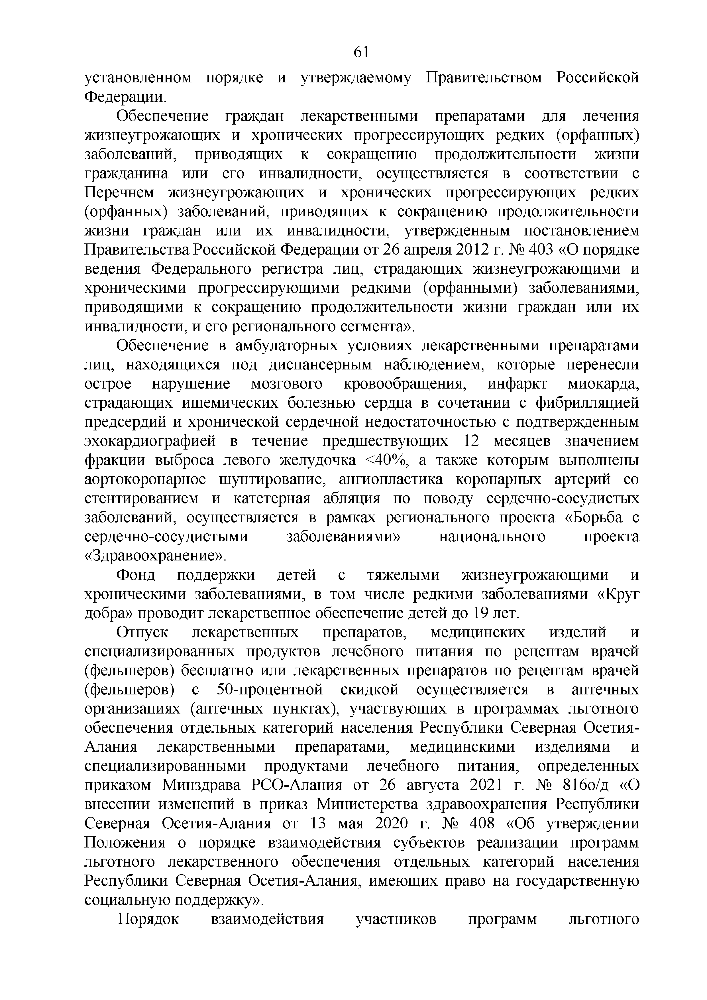 61
установленном порядке и утверждаемому Правительством Российской
Федерации.
Обеспечение граждан лекарственными препаратами для лечения
жизнеугрожающих и хронических прогрессирующих редких (орфанных)
заболеваний, приводящих к сокращению продолжительности жизни
гражданина или его инвалидности, осуществляется в соответствии с
Перечнем жизнеугрожающих и хронических прогрессирующих редких
(орфанных) заболеваний, приводящих к сокращению продолжительности
жизни граждан или их инвалидности, утвержденным постановлением
Правительства Российской Федерации от 26 апреля 2012 г. № 403 «О порядке
ведения Федерального регистра лиц, страдающих жизнеугрожающими и
хроническими прогрессирующими редкими (орфанными) заболеваниями,
приводящими к сокращению продолжительности жизни граждан или их
инвалидности, и его регионального сегмента».
Обеспечение в амбулаторных условиях лекарственными препаратами
лиц, находящихся под диспансерным наблюдением, которые перенесли
острое нарушение мозгового кровообращения, инфаркт миокарда,
страдающих ишемических болезнью сердца в сочетании с фибрилляцией
предсердий и хронической сердечной недостаточностью с подтвержденным
эхокардиографией в течение предшествующих 12 месяцев значением
фракции выброса левого желудочка <40%, а также которым выполнены
аортокоронарное шунтирование, ангиопластика коронарных артерий со
стентированием и катетерная абляция по поводу сердечно-сосудистых
заболеваний, осуществляется в рамках регионального проекта «Борьба с
сердечно-сосудистыми заболеваниями» национального проекта
«Здравоохранение».
Фонд поддержки детей с тяжелыми жизнеугрожающими и
хроническими заболеваниями, в том числе редкими заболеваниями «Круг
добра» проводит лекарственное обеспечение детей до 19 лет.
Отпуск лекарственных препаратов, медицинских изделий и
специализированных продуктов лечебного питания по рецептам врачей
(фельшеров) бесплатно или лекарственных препаратов по рецептам врачей
(фельшеров) с 50-процентной скидкой осуществляется в аптечных
организациях (аптечных пунктах), участвующих в программах льготного
обеспечения отдельных категорий населения Республики Северная Осетия-
Алания лекарственными препаратами, медицинскими изделиями и
специализированными продуктами лечебного питания, определенных
приказом Минздрава РСО-Алания от 26 августа 2021 г. № 816о/д «О
внесении изменений в приказ Министерства здравоохранения Республики
Северная Осетия-Алания от 13 мая 2020 г. № 408 «Об утверждении
Положения о порядке взаимодействия субъектов реализации программ
льготного лекарственного обеспечения отдельных категорий населения
Республики Северная Осетия-Алания, имеющих право на государственную
социальную поддержку».
Порядок взаимодействия участников программ льготного